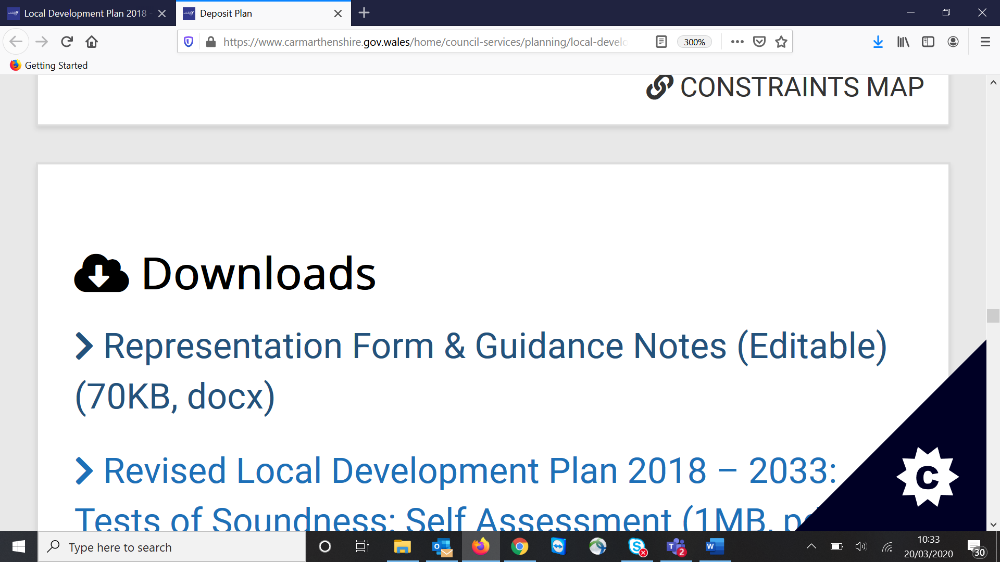 Local Development Plan 2018 -
Deposit Plan
https://www.carmarthenshire.gov.wales/home/council-services/planning/local-develo
300%
Getting Started
CONSTRAINTS MAP
Downloads
Representation Form & Guidance Notes (Editable)
(70KB, docx)
Revised Local Development Plan 2018 – 2033:
Tests of Soundness: Self Assessment (1MB,
C
Type here to search
O
S
T
2
W
10:33
20/03/2020
30